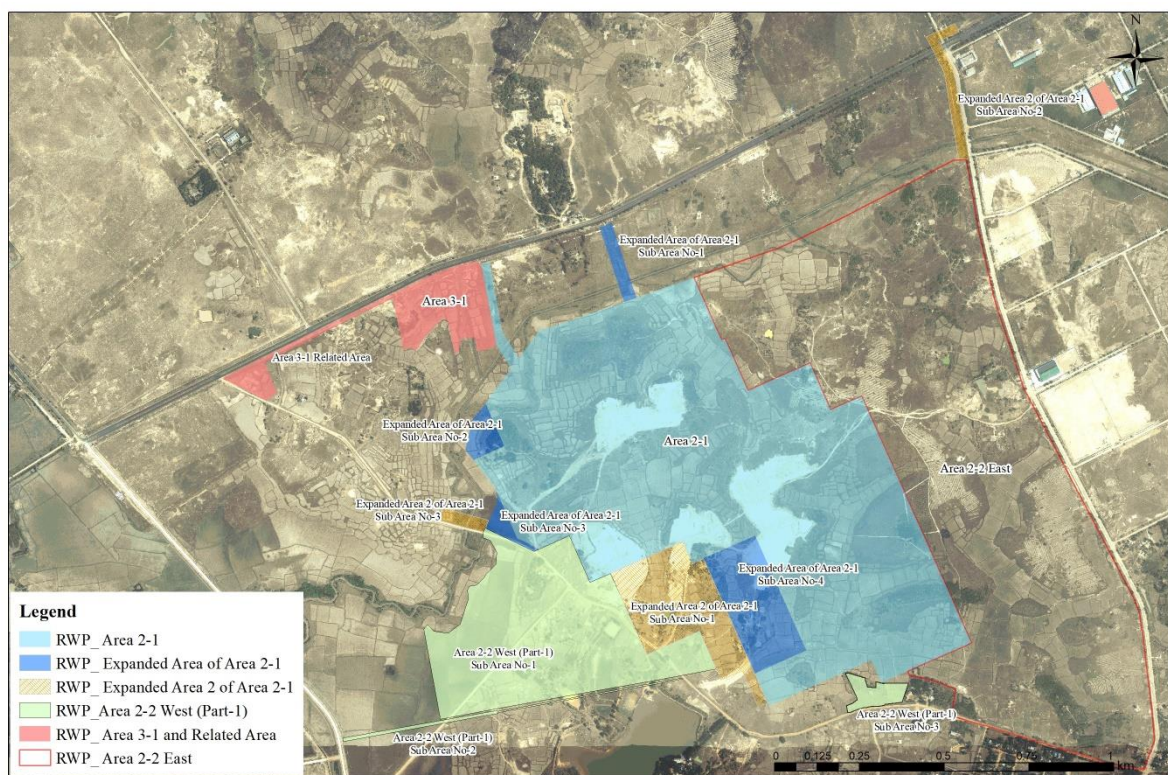 N
Expanded Area 2 of Area 2-1
Sub Area No-2
Expanded Area of Area 2-1
Sub Area No-1
Area 3-1
Area 3-1 Related Area
Expanded Area of Area 2-1
Sub Area No-2
Area 2-1
Area 2-2 East
Expanded Area 2 of Area 2-1
Sub Area No-3
Expanded Area of Area 2-1
Sub Area No-3
Expanded Area of Area 2-1
Sub Area No-4
Expanded Area 2 of Area 2-1
Sub Area No-1
Area 2-2 West (Part-1)
Sub Area No-1
Area 2-2 West (Part-1)
Sub Area No-3
Area 2-2 West (Part-1)
Sub Area No-2
Legend
RWP_ Area 2-1
RWP_ Expanded Area of Area 2-1
RWP_ Expanded Area 2 of Area 2-1
RWP_Area 2-2 West (Part-1)
RWP_ Area 3-1 and Related Area
RWP_ Area 2-2 East
0 0.125 0.25 0.5 0.75 1
km